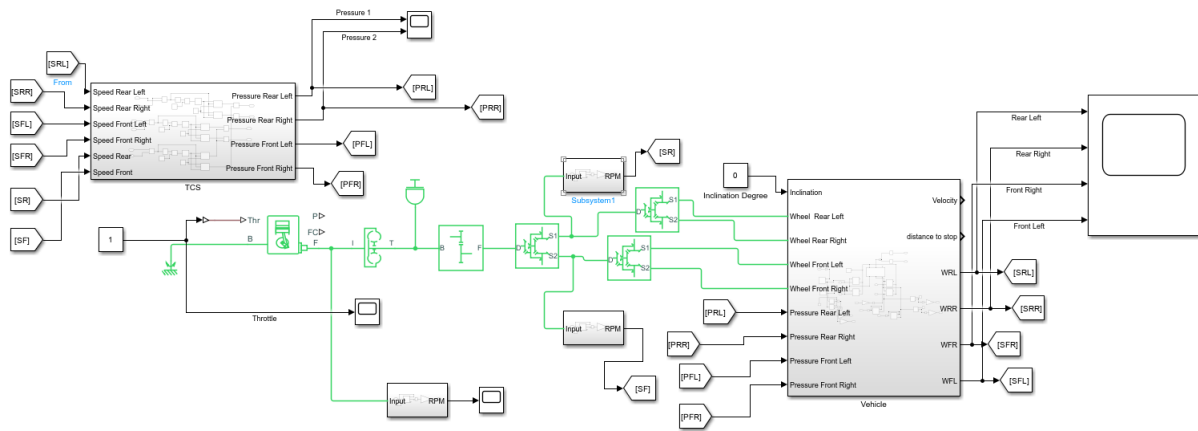 Pressure 1
Pressure 2
[SRL]
From
[SRR]
[SFL]
[SFR]
[SR]
[SF]
Speed Rear Left
Speed Rear Right
Speed Front Left
Speed Front Right
Speed Rear
Speed Front
Pressure Rear Left
Pressure Rear Right
Pressure Front Left
Pressure Front Right
TCS
[PRL]
[PRR]
[PFL]
[PFR]
1
Thr
B
P
FC
F
I
T
B
F
D
S1
S2
Throttle
Input
RPM
Input
RPM
Subsystem1
[SR]
D
S1
S2
D
S1
S2
Input
RPM
[SF]
0
Inclination Degree
[PRL]
[PRR]
[PFL]
[PFR]
Inclination
Wheel Rear Left
Wheel Rear Right
Wheel Front Left
Wheel Front Right
Pressure Rear Left
Pressure Rear Right
Pressure Front Left
Pressure Front Right
Velocity
distance to stop
WRL
WRR
WFR
WFL
Vehicle
[SRL]
[SRR]
[SFR]
[SFL]
Rear Left
Rear Right
Front Right
Front Left